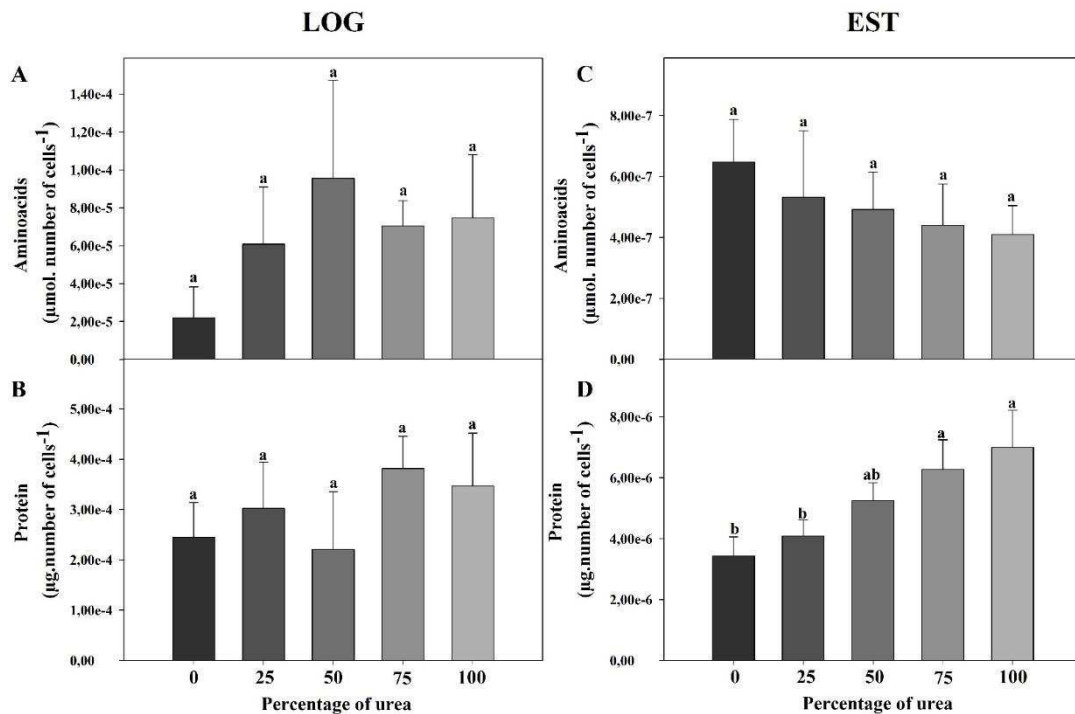 LOG
EST
A
Aminoacids
(µmol. number of cells-1)
1,40e-4
1,20e-4
1,00e-4
8,00e-5
6,00e-5
4,00e-5
2,00e-5
0,00
a
a
a
a
a
C
Aminoacids
(µmol. number of cells-1)
8,00e-7
6,00e-7
4,00e-7
2,00e-7
0,00
a
a
a
a
a
B
Protein
(µg.number of cells-1)
5,00e-4
4,00e-4
3,00e-4
2,00e-4
1,00e-4
0,00
a
a
a
a
a
0 25 50 75 100
Percentage of urea
D
Protein
(µg.number of cells-1)
8,00e-6
6,00e-6
4,00e-6
2,00e-6
0,00
b
b
ab
a
a
0 25 50 75 100
Percentage of urea